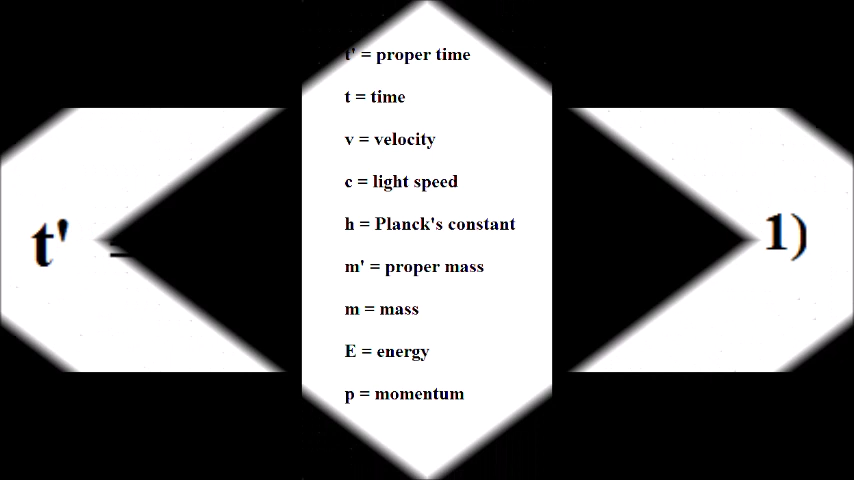 t' = proper time
t = time
v = velocity
c = light speed
t' =
1)
h = Planck's constant
m' = proper mass
m = mass
E = energy
p = momentum